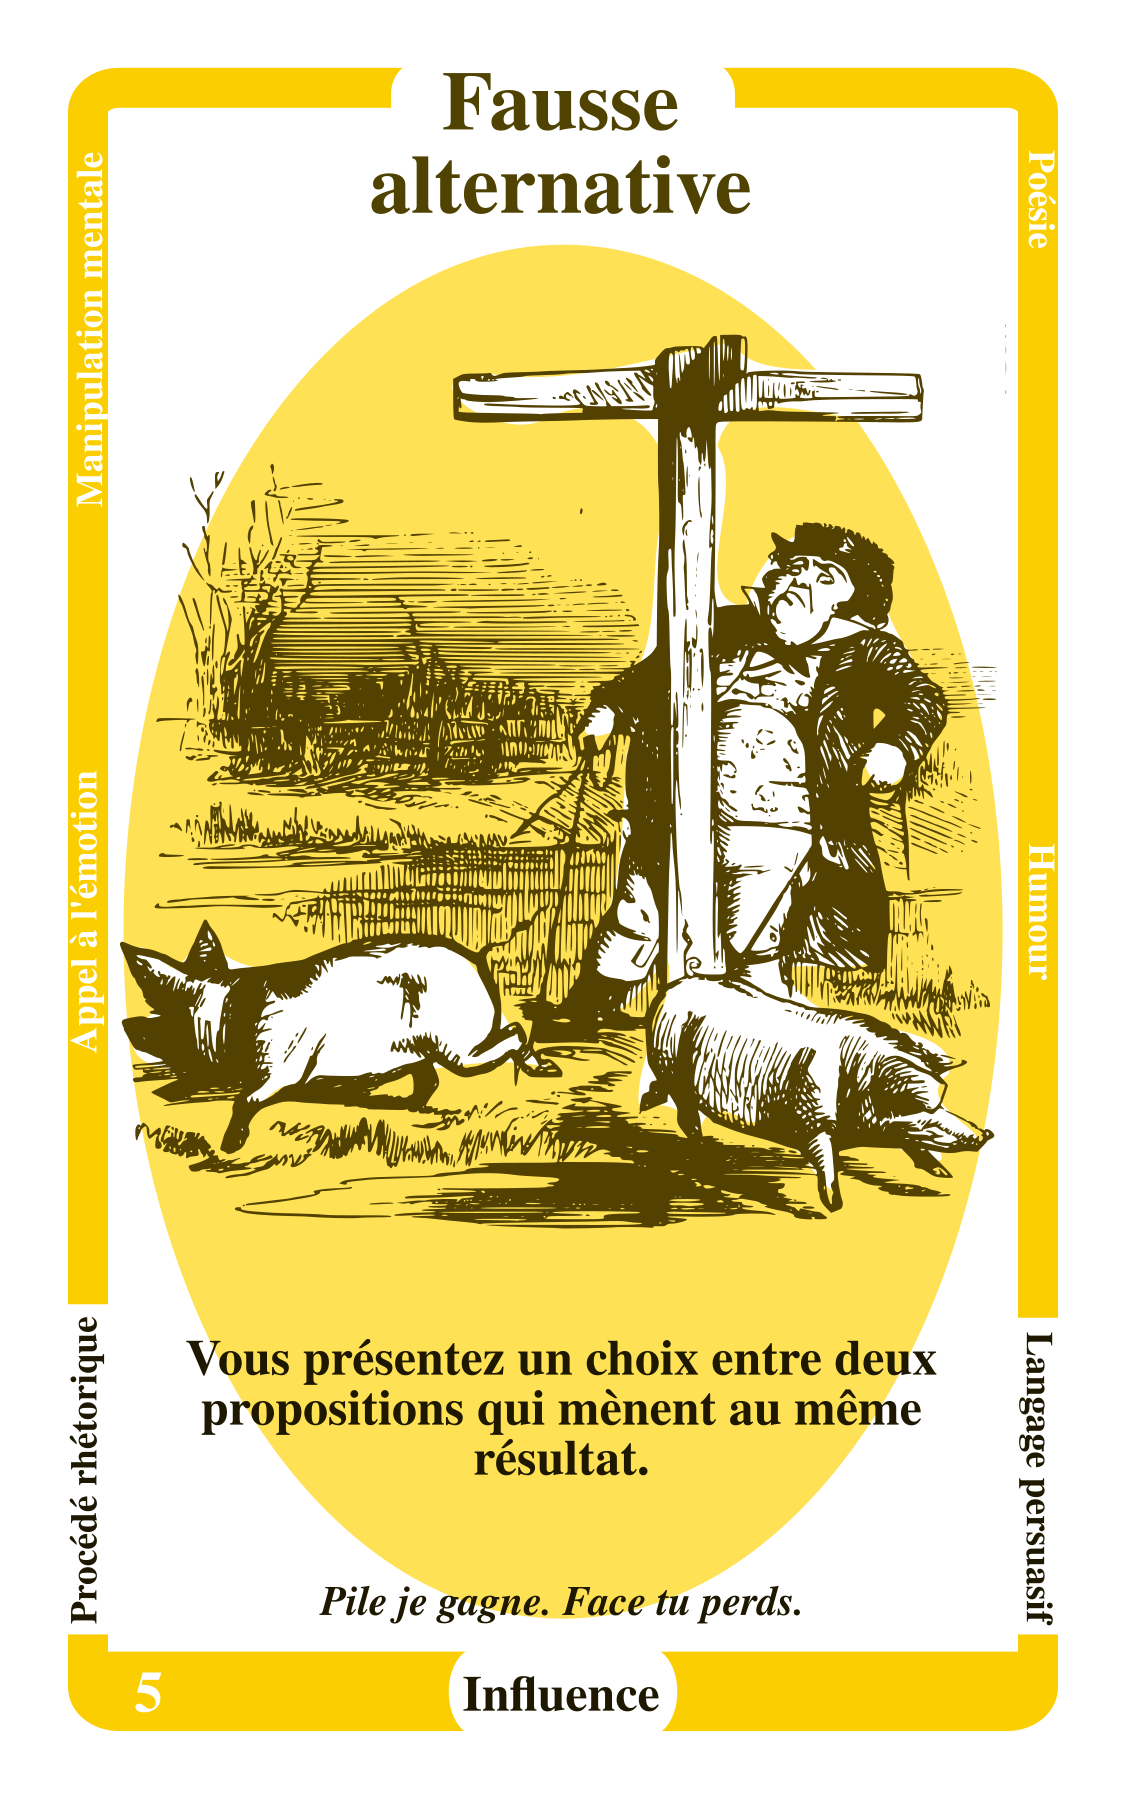 Fausse
alternative
Manipulation mentale
Appel à l'émotion
Procédé rhétorique
Poésie
Humour
Langage persuasif
Vous présentez un choix entre deux
propositions qui mènent au même
résultat.
Pile je gagne. Face tu perds.
5
Influence